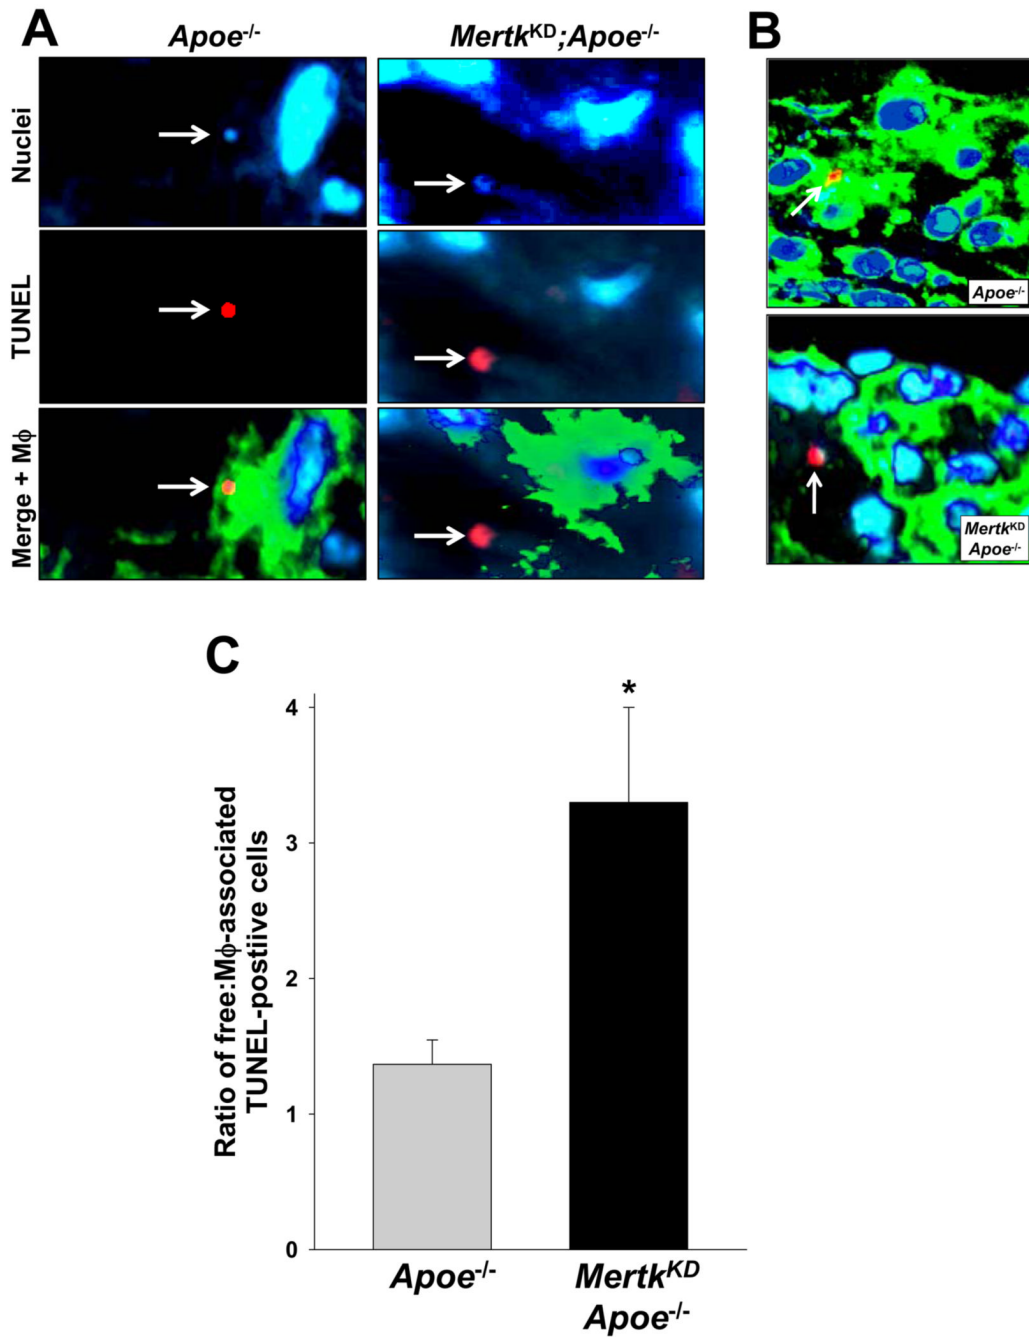 A
Apoe-/-
MertkKD;Apoe-/-
B
Nuclei
TUNEL
Merge + Mϕ
Apoe-/-
MertkKD
Apoe-/-
C
*
Ratio of free:Mϕ-associated
TUNEL-postiive cells
4
3
2
1
0
Apoe-/-
MertkKD
Apoe-/-